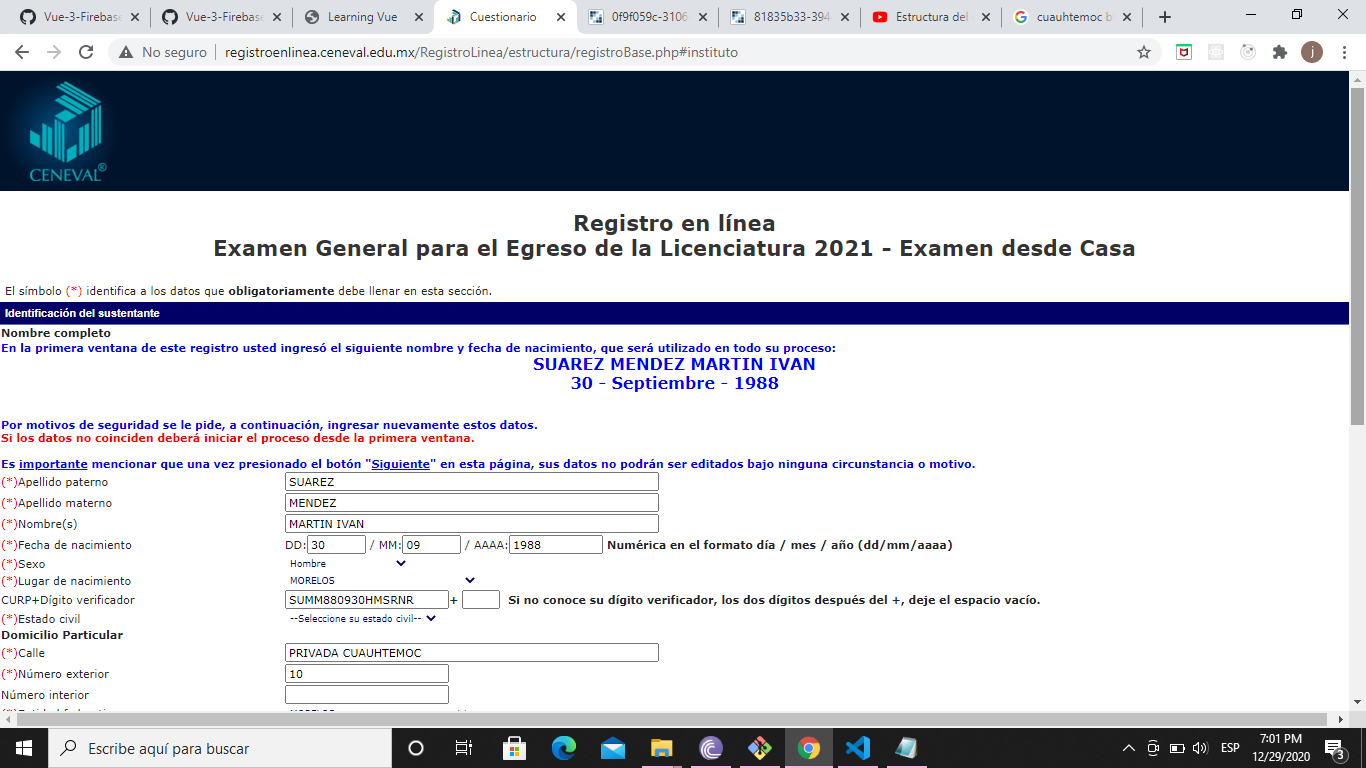 Vue-3-Firebase
Vue-3-Firebase
Learning Vue
Cuestionario
0f9f059c-3106
81835b33-394
Estructura del
cuauhtemoc b
No seguro | registroenlinea.ceneval.edu.mx/RegistroLinea/estructura/registroBase.php#instituto
j
CENEVAL®
Registro en línea
Examen General para el Egreso de la Licenciatura 2021 - Examen desde Casa
El símbolo (*) identifica a los datos que obligatoriamente debe llenar en esta sección.
Identificación del sustentante
Nombre completo
En la primera ventana de este registro usted ingresó el siguiente nombre y fecha de nacimiento, que será utilizado en todo su proceso:
SUAREZ MENDEZ MARTIN IVAN
30 - Septiembre - 1988
Por motivos de seguridad se le pide, a continuación, ingresar nuevamente estos datos.
Si los datos no coinciden deberá iniciar el proceso desde la primera ventana.
Es importante mencionar que una vez presionado el botón "Siguiente" en esta página, sus datos no podrán ser editados bajo ninguna circunstancia o motivo.
(*)Apellido paterno SUAREZ
(*)Apellido materno MENDEZ
(*)Nombre(s) MARTIN IVAN
(*)Fecha de nacimiento DD: 30 / MM: 09 / AAAA: 1988 Numérica en el formato día / mes / año (dd/mm/aaaa)
(*)Sexo Hombre
(*)Lugar de nacimiento MORELOS
CURP+Dígito verificador SUMM880930HMSRNR + Si no conoce su dígito verificador, los dos dígitos después del +, deje el espacio vacío.
(*)Estado civil --Seleccione su estado civil--
Domicilio Particular
(*)Calle PRIVADA CUAUHTEMOC
(*)Número exterior 10
Número interior
Escribe aquí para buscar
ESP
7:01 PM
12/29/2020
3